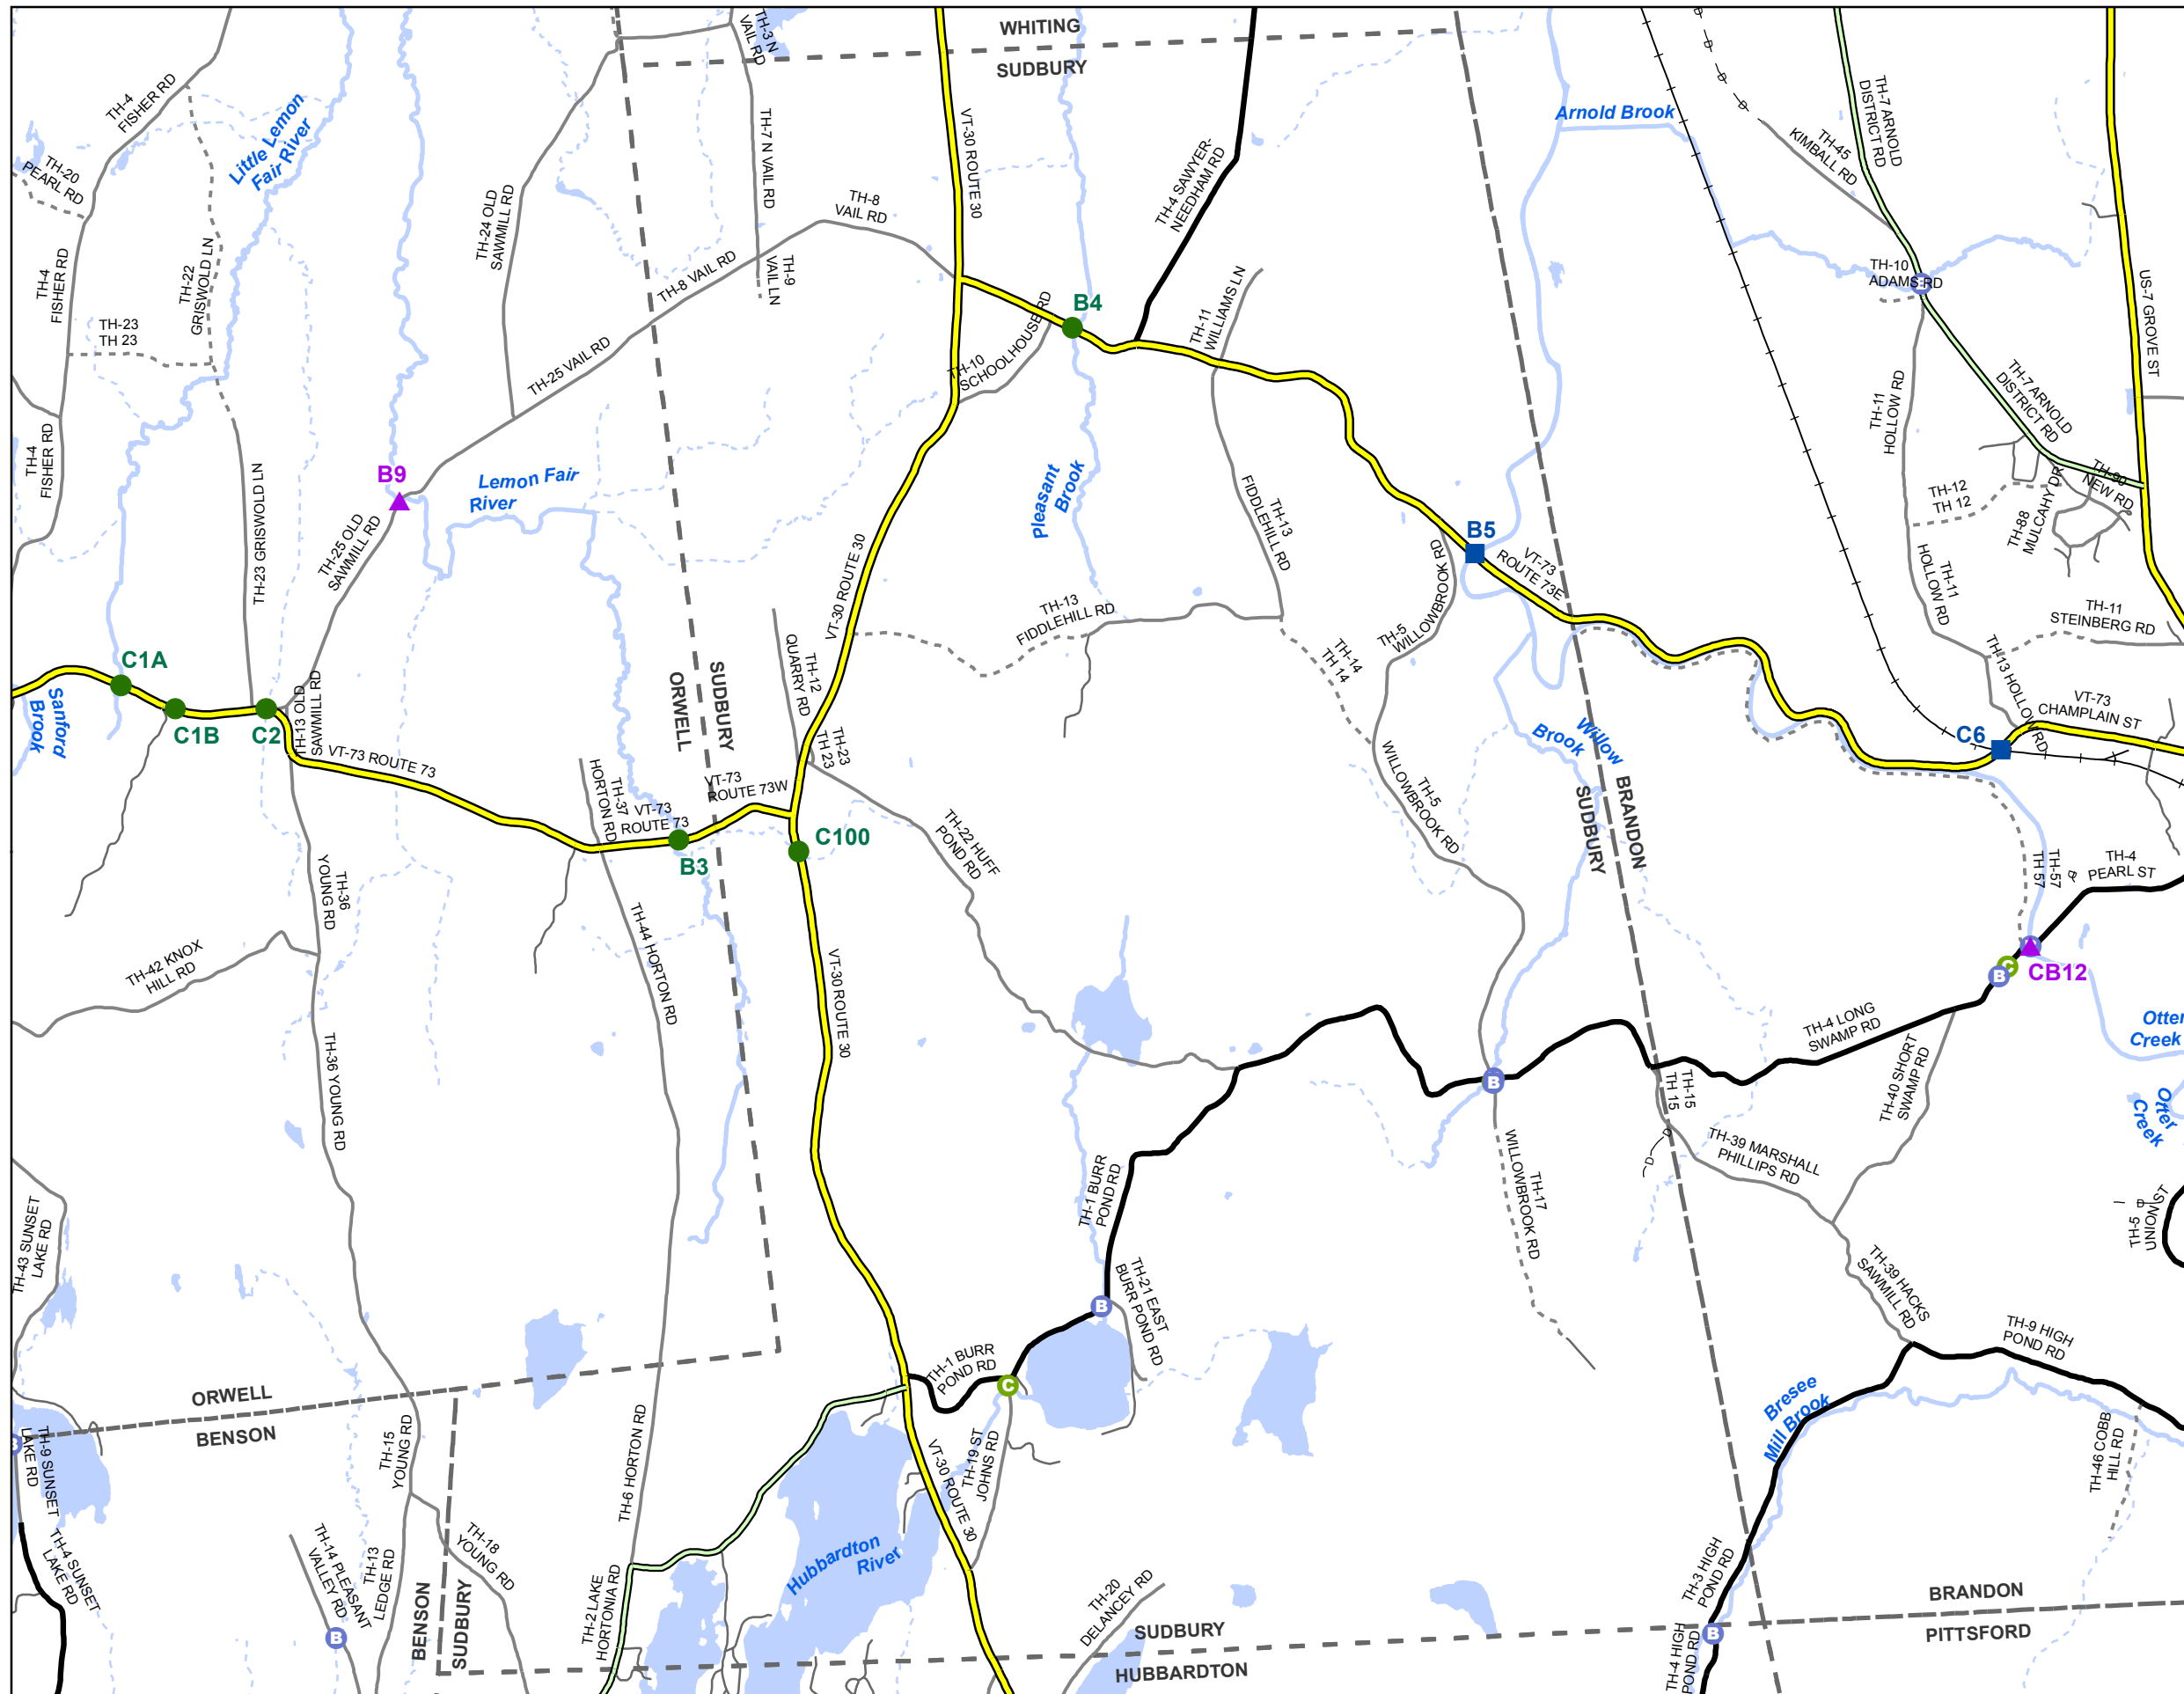 WHITING
SUDBURY
TH-3 N
VAIL RD
TH-4
FISHER RD
Little Lemon
Fair River
TH-20
PEARL RD
TH-7 N VAIL RD
VT-30 ROUTE 30
TH-4 SAWYER-
NEEDHAM RD
Arnold Brook
TH-45
KIMBALL RD
TH-7 ARNOLD
DISTRICT RD
D
D
D
D
TH-24 OLD
SAWMILL RD
TH-8
VAIL RD
TH-8 VAIL RD
TH-9
VAIL LN
TH-4
FISHER RD
TH-22
GRISWOLD LN
TH-23
TH 23
TH-10
ADAMS RD
B
US-7 GROVE ST
B4
TH-10
SCHOOLHOUSE RD
TH-11
WILLIAMS LN
TH-25 VAIL RD
TH-11
HOLLOW RD
TH-7 ARNOLD
DISTRICT RD
TH-4
FISHER RD
B9
Lemon Fair
River
Pleasant
Brook
TH-13
FIDDLEHILL RD
TH-90
NEW RD
TH-12
TH 12
TH-88
MULCAHY DR
TH-23 GRISWOLD LN
TH-25 OLD
SAWMILL RD
VT-30 ROUTE 30
B5
VT-73
ROUTE 73E
TH-11
HOLLOW RD
TH-13
FIDDLEHILL RD
TH-5
WILLOWBROOK RD
TH-14
TH 14
TH-11
STEINBERG RD
C1A
C1B
C2
Sanford
Brook
TH-13 OLD
SAWMILL RD
VT-73 ROUTE 73
ORWELL
SUDBURY
TH-12
QUARRY RD
TH-23
TH 23
TH-13 HOLLOW RD
VT-73
CHAMPLAIN ST
C6
Willow
Brook
TH-37
HORTON RD
VT-73
ROUTE 73
VT-73
ROUTE 73W
B3
C100
TH-22 HUFF
POND RD
TH-5
WILLOWBROOK RD
SUDBURY
BRANDON
TH-57
TH 57
TH-4
PEARL ST
TH-36
YOUNG RD
TH-42 KNOX
HILL RD
TH-44 HORTON RD
VT-30 ROUTE 30
C
B
CB12
TH-4 LONG
SWAMP RD
Otter
Creek
TH-36 YOUNG RD
B
TH-15
TH 15
TH-40 SHORT
SWAMP RD
Otter
Creek
TH-1 BURR
POND RD
TH-17
WILLOWBROOK RD
D
D
TH-39 MARSHALL
PHILLIPS RD
TH-5
UNION ST
D
TH-43 SUNSET
LAKE RD
TH-21 EAST
BURR POND RD
B
TH-39 HACKS
SAWMILL RD
TH-9 HIGH
POND RD
TH-1 BURR
POND RD
C
ORWELL
BENSON
TH-15
YOUNG RD
TH-6 HORTON RD
Bresee
Mill Brook
TH-46 COBB
HILL RD
TH-9 SUNSET
LAKE RD
TH-4 SUNSET
LAKE RD
VT-30 ROUTE 30
TH-19 ST
JOHNS RD
TH-14 PLEASANT
VALLEY RD
TH-13
LEDGE RD
TH-18
YOUNG RD
Hubbardton
River
TH-2 LAKE
HORTONIA RD
TH-20
DELANCEY RD
TH-3 HIGH
POND RD
B
BENSON
SUDBURY
SUDBURY
HUBBARDTON
BRANDON
PITTSFORD
B
TH-4 HIGH
POND RD